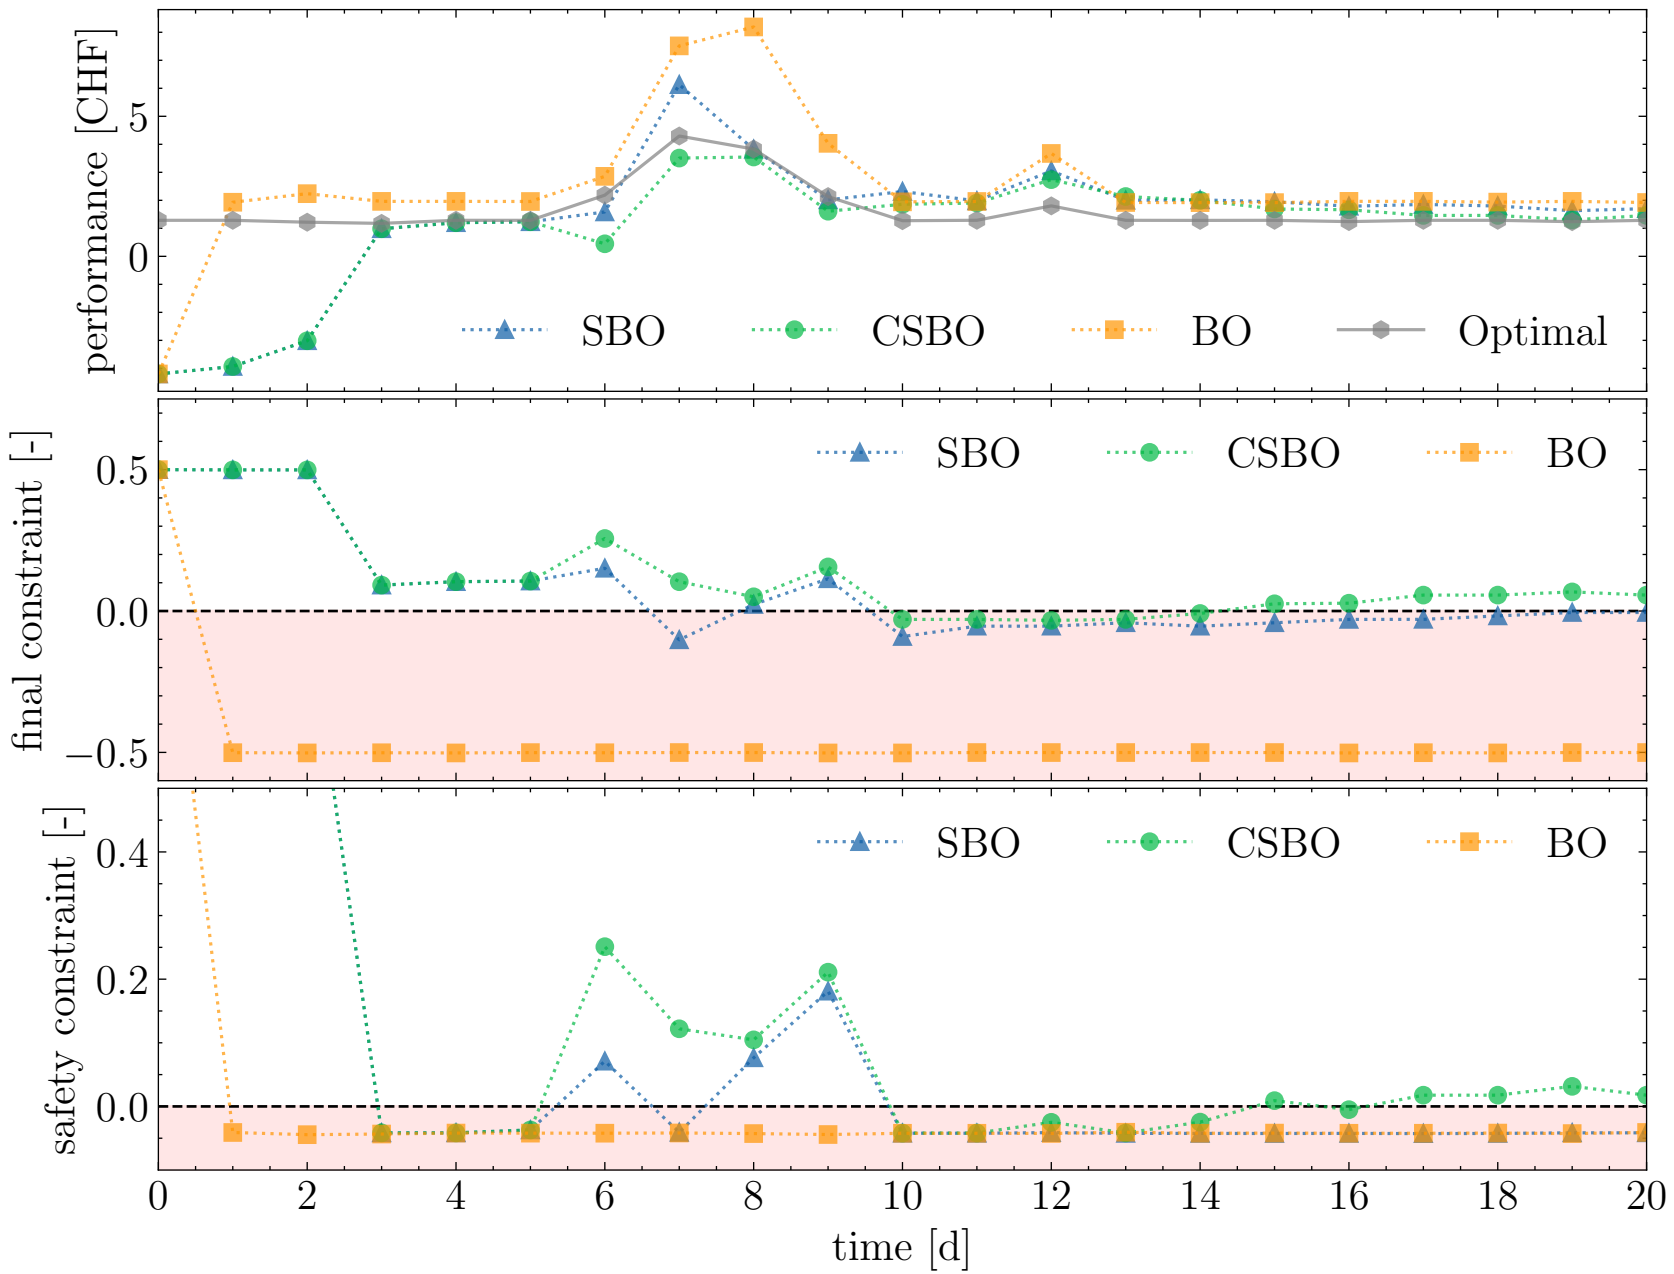 performance [CHF]
5
0
SBO CSBO BO Optimal
final constraint [-]
0.5
0.0
−0.5
SBO CSBO BO
safety constraint [-]
0.4
0.2
0.0
SBO CSBO BO
0 2 4 6 8 10 12 14 16 18 20
time [d]